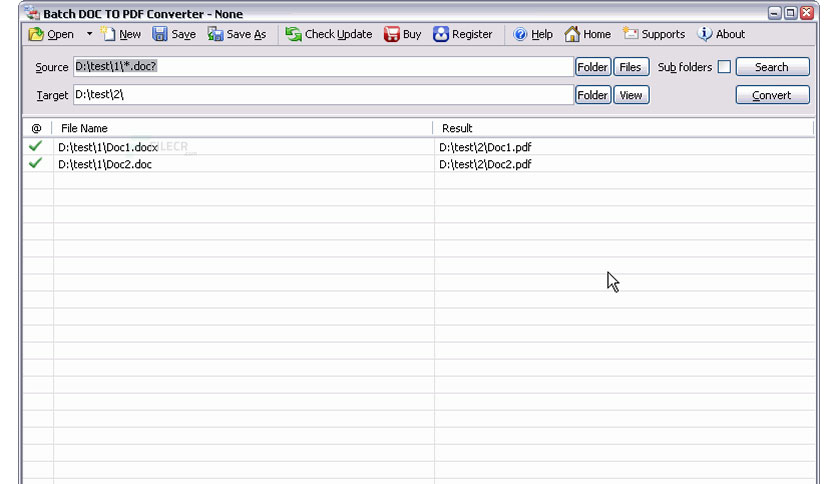 Batch DOC TO PDF Converter - None
Open New Save Save As Check Update Buy Register Help Home Supports About
Source D:\test\1\*.doc? Folder Files Sub folders Search
Target D:\test\2\ Folder View Convert
@ File Name Result
D:\test\1\Doc1.docx D:\test\2\Doc1.pdf
FILECR
D:\test\1\Doc2.doc D:\test\2\Doc2.pdf